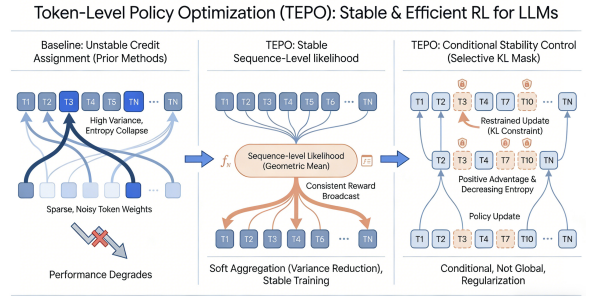 Token-Level Policy Optimization (TEPO): Stable & Efficient RL for LLMs
Baseline: Unstable Credit
Assignment (Prior Methods)
T1 T2 T3 T4 T5 TN ... TN
High Variance,
Entropy Collapse
Sparse, Noisy Token Weights
Performance Degrades
TEPO: Stable
Sequence-Level likelihood
T1 T2 T3 T4 T5 T6 T7 ... TN
Sequence-level Likelihood
(Geometric Mean)
Consistent Reward
Broadcast
T1 T2 T3 T4 T6 ... TN
Soft Aggregation (Variance Reduction),
Stable Training
TEPO: Conditional Stability Control
(Selective KL Mask)
T1 T2 T3 T4 T7 T10 ... TN
Restrained Update
(KL Constraint)
T2 T3 T4 T7 T10 TN
Positive Advantage &
Decreasing Entropy
Policy Update
T1 T2 T3 T4 T7 T10 ... TN
Conditional, Not Global,
Regularization